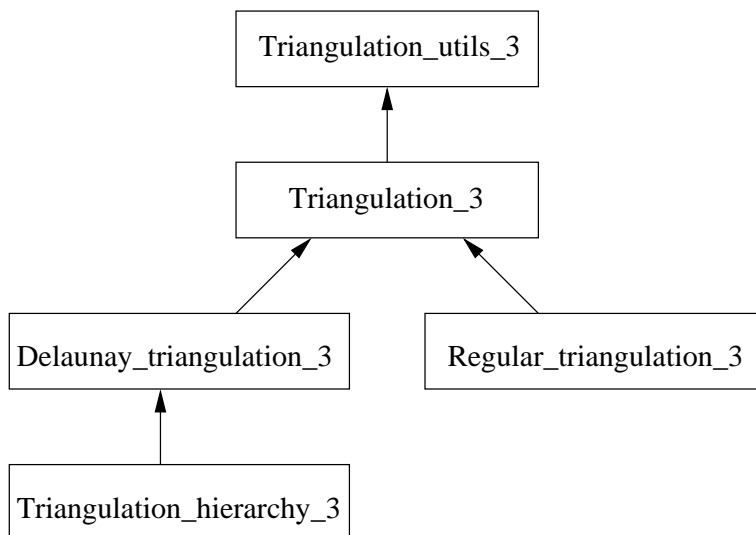 Triangulation_utils_3
Triangulation_3
Delaunay_triangulation_3
Regular_triangulation_3
Triangulation_hierarchy_3